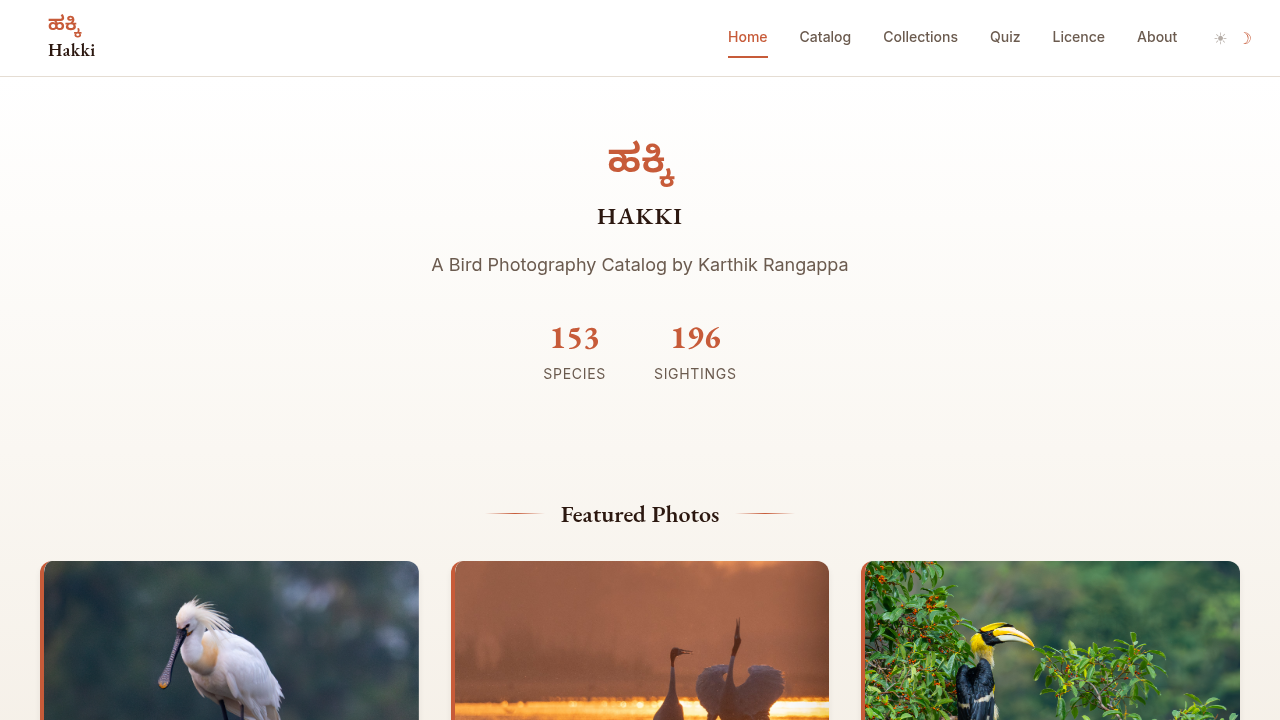 ಹಕ್ಕಿ
Hakki
Home Catalog Collections Quiz Licence About
ಹಕ್ಕಿ
HAKKI
A Bird Photography Catalog by Karthik Rangappa
153 196
SPECIES SIGHTINGS
Featured Photos